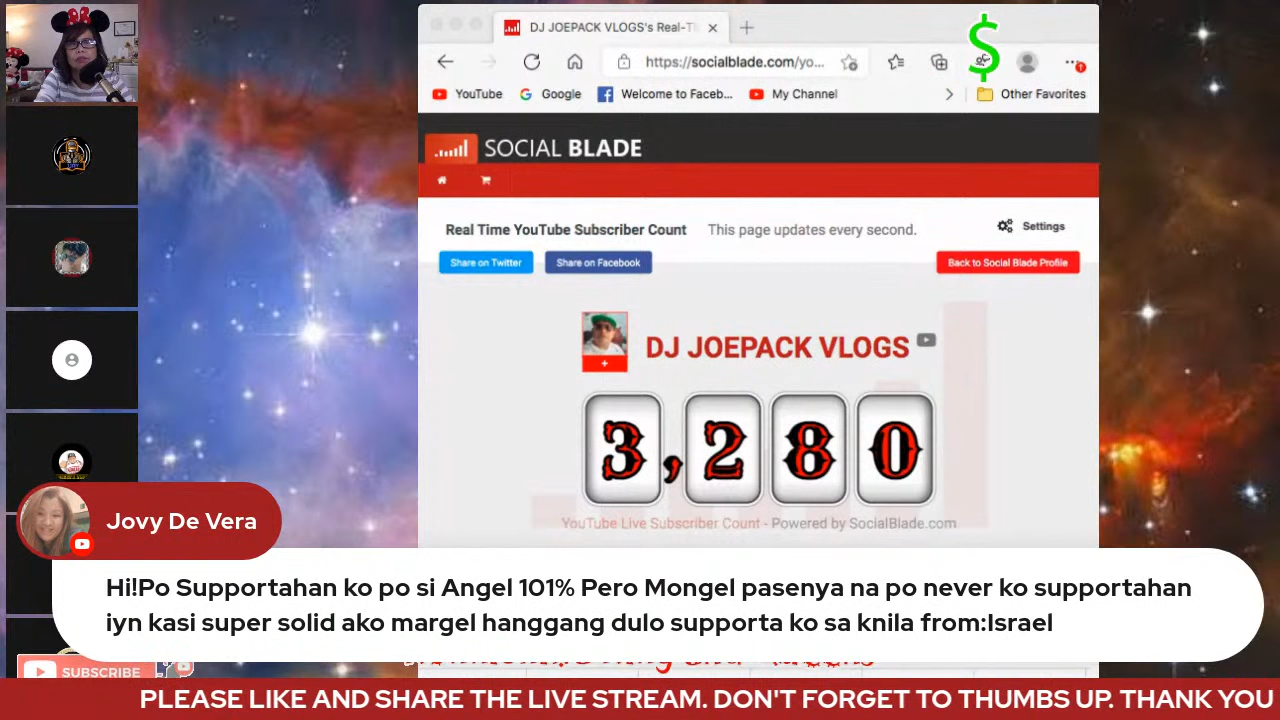 DJ JOEPACK VLOGS's Real-T
https://socialblade.com/yo...
YouTube
Google
Welcome to Faceb...
My Channel
Other Favorites
SOCIAL BLADE
Real Time YouTube Subscriber Count
This page updates every second.
Settings
Share on Twitter
Share on Facebook
Back to Social Blade Profile
DJ JOEPACK VLOGS
3,280
YouTube Live Subscriber Count - Powered by SocialBlade.com
Jovy De Vera
Hi!Po Supportahan ko po si Angel 101% Pero Mongel pasenya na po never ko supportahan
iyn kasi super solid ako margel hanggang dulo supporta ko sa knila from:Israel
SUBSCRIBE
PLEASE LIKE AND SHARE THE LIVE STREAM. DON'T FORGET TO THUMBS UP. THANK YOU